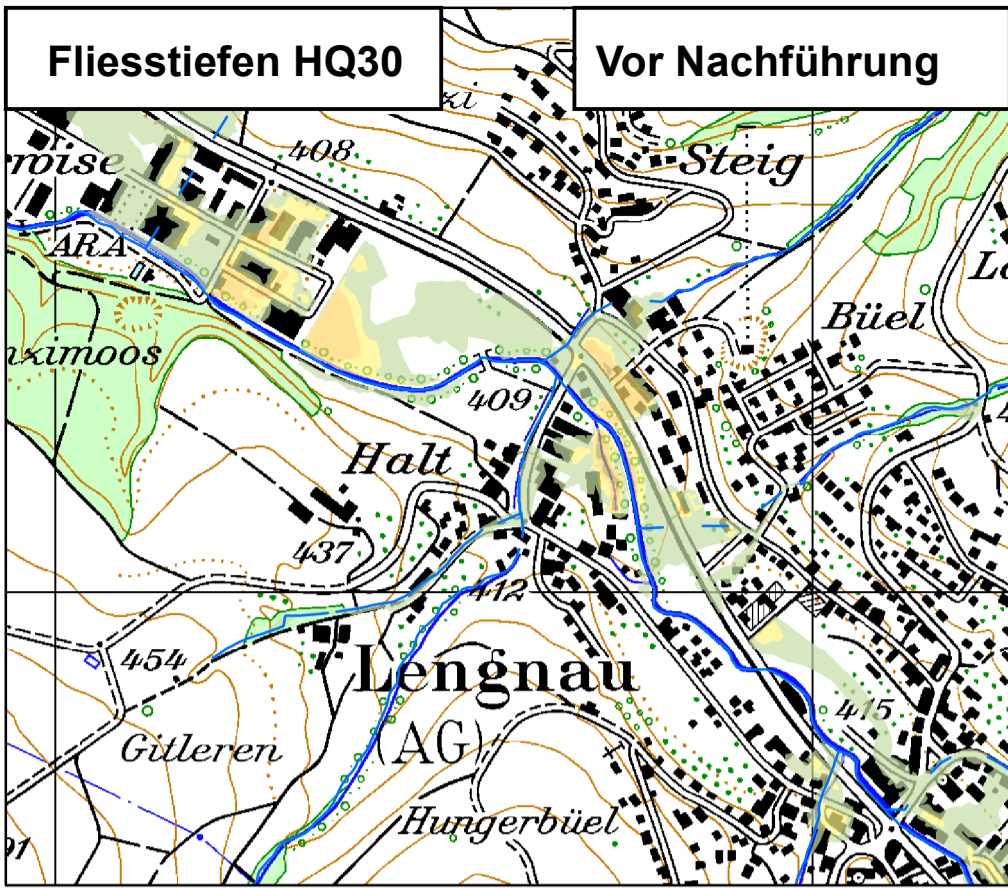 Fliesstiefen HQ30
Vor Nachführung
408
Steig
ARA
Büel
409
Halt
437
412
454
Lengnau
(AG)
415
Gitleren
Hungerbüel